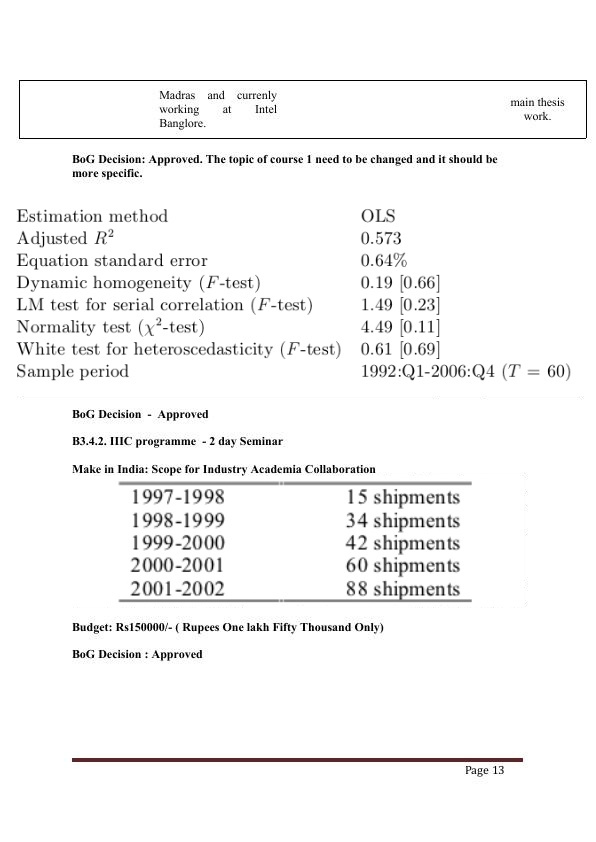 Madras and currenly
working at Intel
Banglore.
main thesis
work.
BoG Decision: Approved. The topic of course 1 need to be changed and it should be
more specific.
Estimation method OLS
Adjusted R² 0.573
Equation standard error 0.64%
Dynamic homogeneity (F-test) 0.19 [0.66]
LM test for serial correlation (F-test) 1.49 [0.23]
Normality test (χ²-test) 4.49 [0.11]
White test for heteroscedasticity (F-test) 0.61 [0.69]
Sample period 1992:Q1-2006:Q4 (T = 60)
BoG Decision - Approved
B3.4.2. IIIC programme - 2 day Seminar
Make in India: Scope for Industry Academia Collaboration
1997-1998 15 shipments
1998-1999 34 shipments
1999-2000 42 shipments
2000-2001 60 shipments
2001-2002 88 shipments
Budget: Rs150000/- ( Rupees One lakh Fifty Thousand Only)
BoG Decision : Approved
Page 13